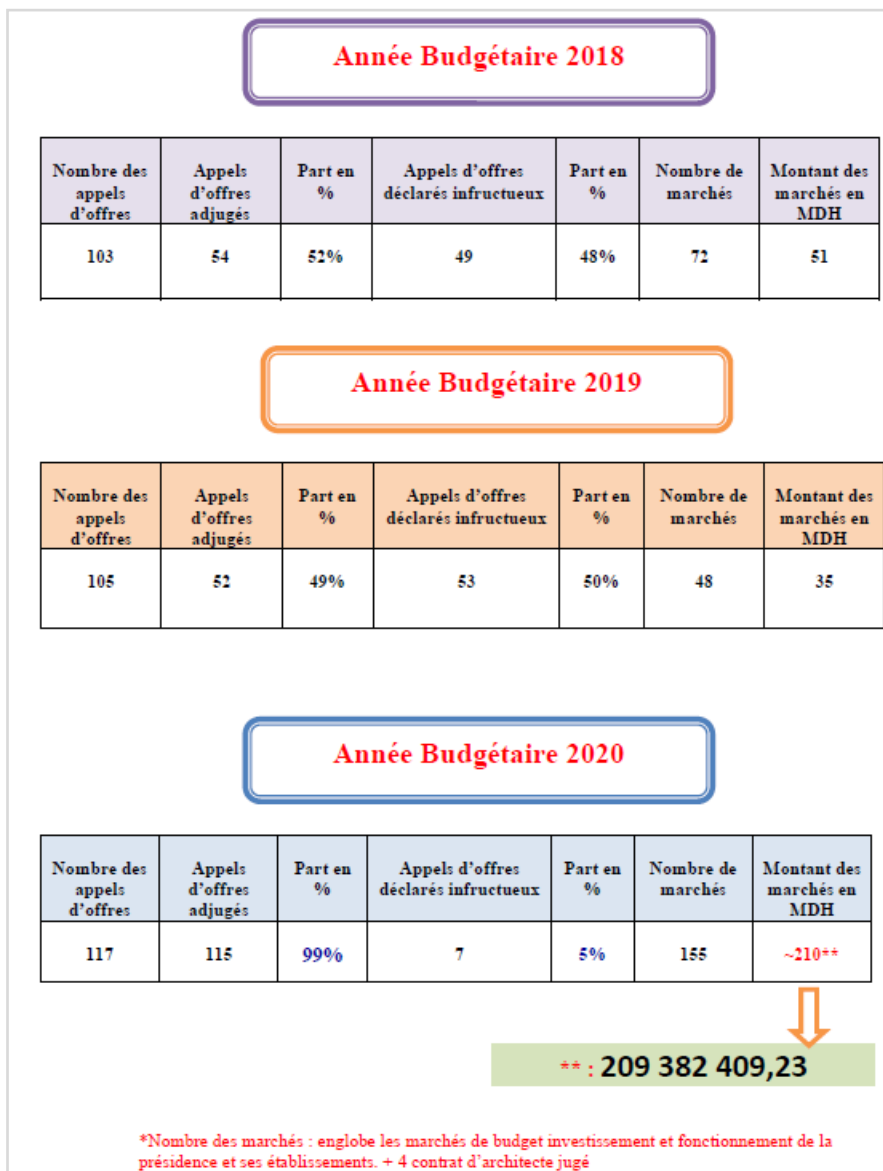 Année Budgétaire 2018
Nombre des appels d'offres | Appels d'offres adjugés | Part en % | Appels d'offres déclarés infructueux | Part en % | Nombre de marchés | Montant des marchés en MDH
103 | 54 | 52% | 49 | 48% | 72 | 51
Année Budgétaire 2019
Nombre des appels d'offres | Appels d'offres adjugés | Part en % | Appels d'offres déclarés infructueux | Part en % | Nombre de marchés | Montant des marchés en MDH
105 | 52 | 49% | 53 | 50% | 48 | 35
Année Budgétaire 2020
Nombre des appels d'offres | Appels d'offres adjugés | Part en % | Appels d'offres déclarés infructueux | Part en % | Nombre de marchés | Montant des marchés en MDH
117 | 115 | 99% | 7 | 5% | 155 | ~210**
** : 209 382 409,23
*Nombre des marchés : englobe les marchés de budget investissement et fonctionnement de la
présidence et ses établissements. + 4 contrat d'architecte jugé